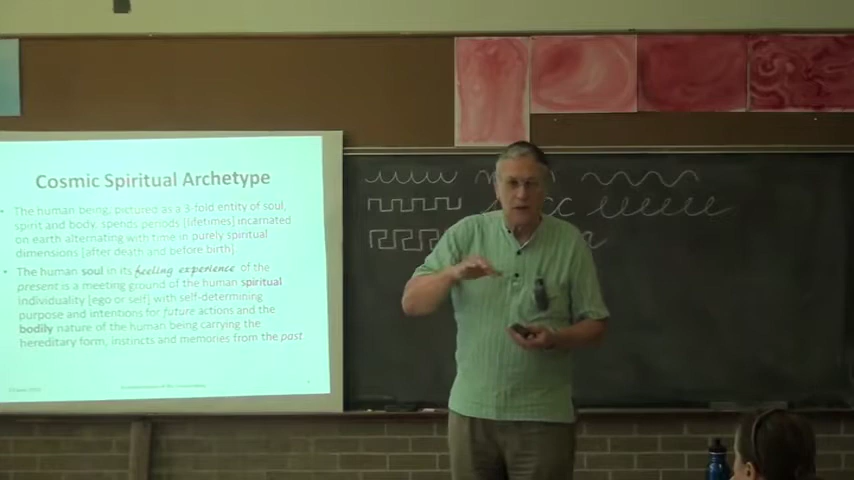 Cosmic Spiritual Archetype
• The human being, pictured as a 3-fold entity of soul,
spirit and body, spends periods [lifetimes] incarnated
on earth alternating with time in purely spiritual
dimensions [after death and before birth].
• The human soul in its feeling experience of the
present is a meeting ground of the human spiritual
individuality [ego or self] with self-determining
purpose and intentions for future actions and the
bodily nature of the human being carrying the
hereditary form, instincts and memories from the past